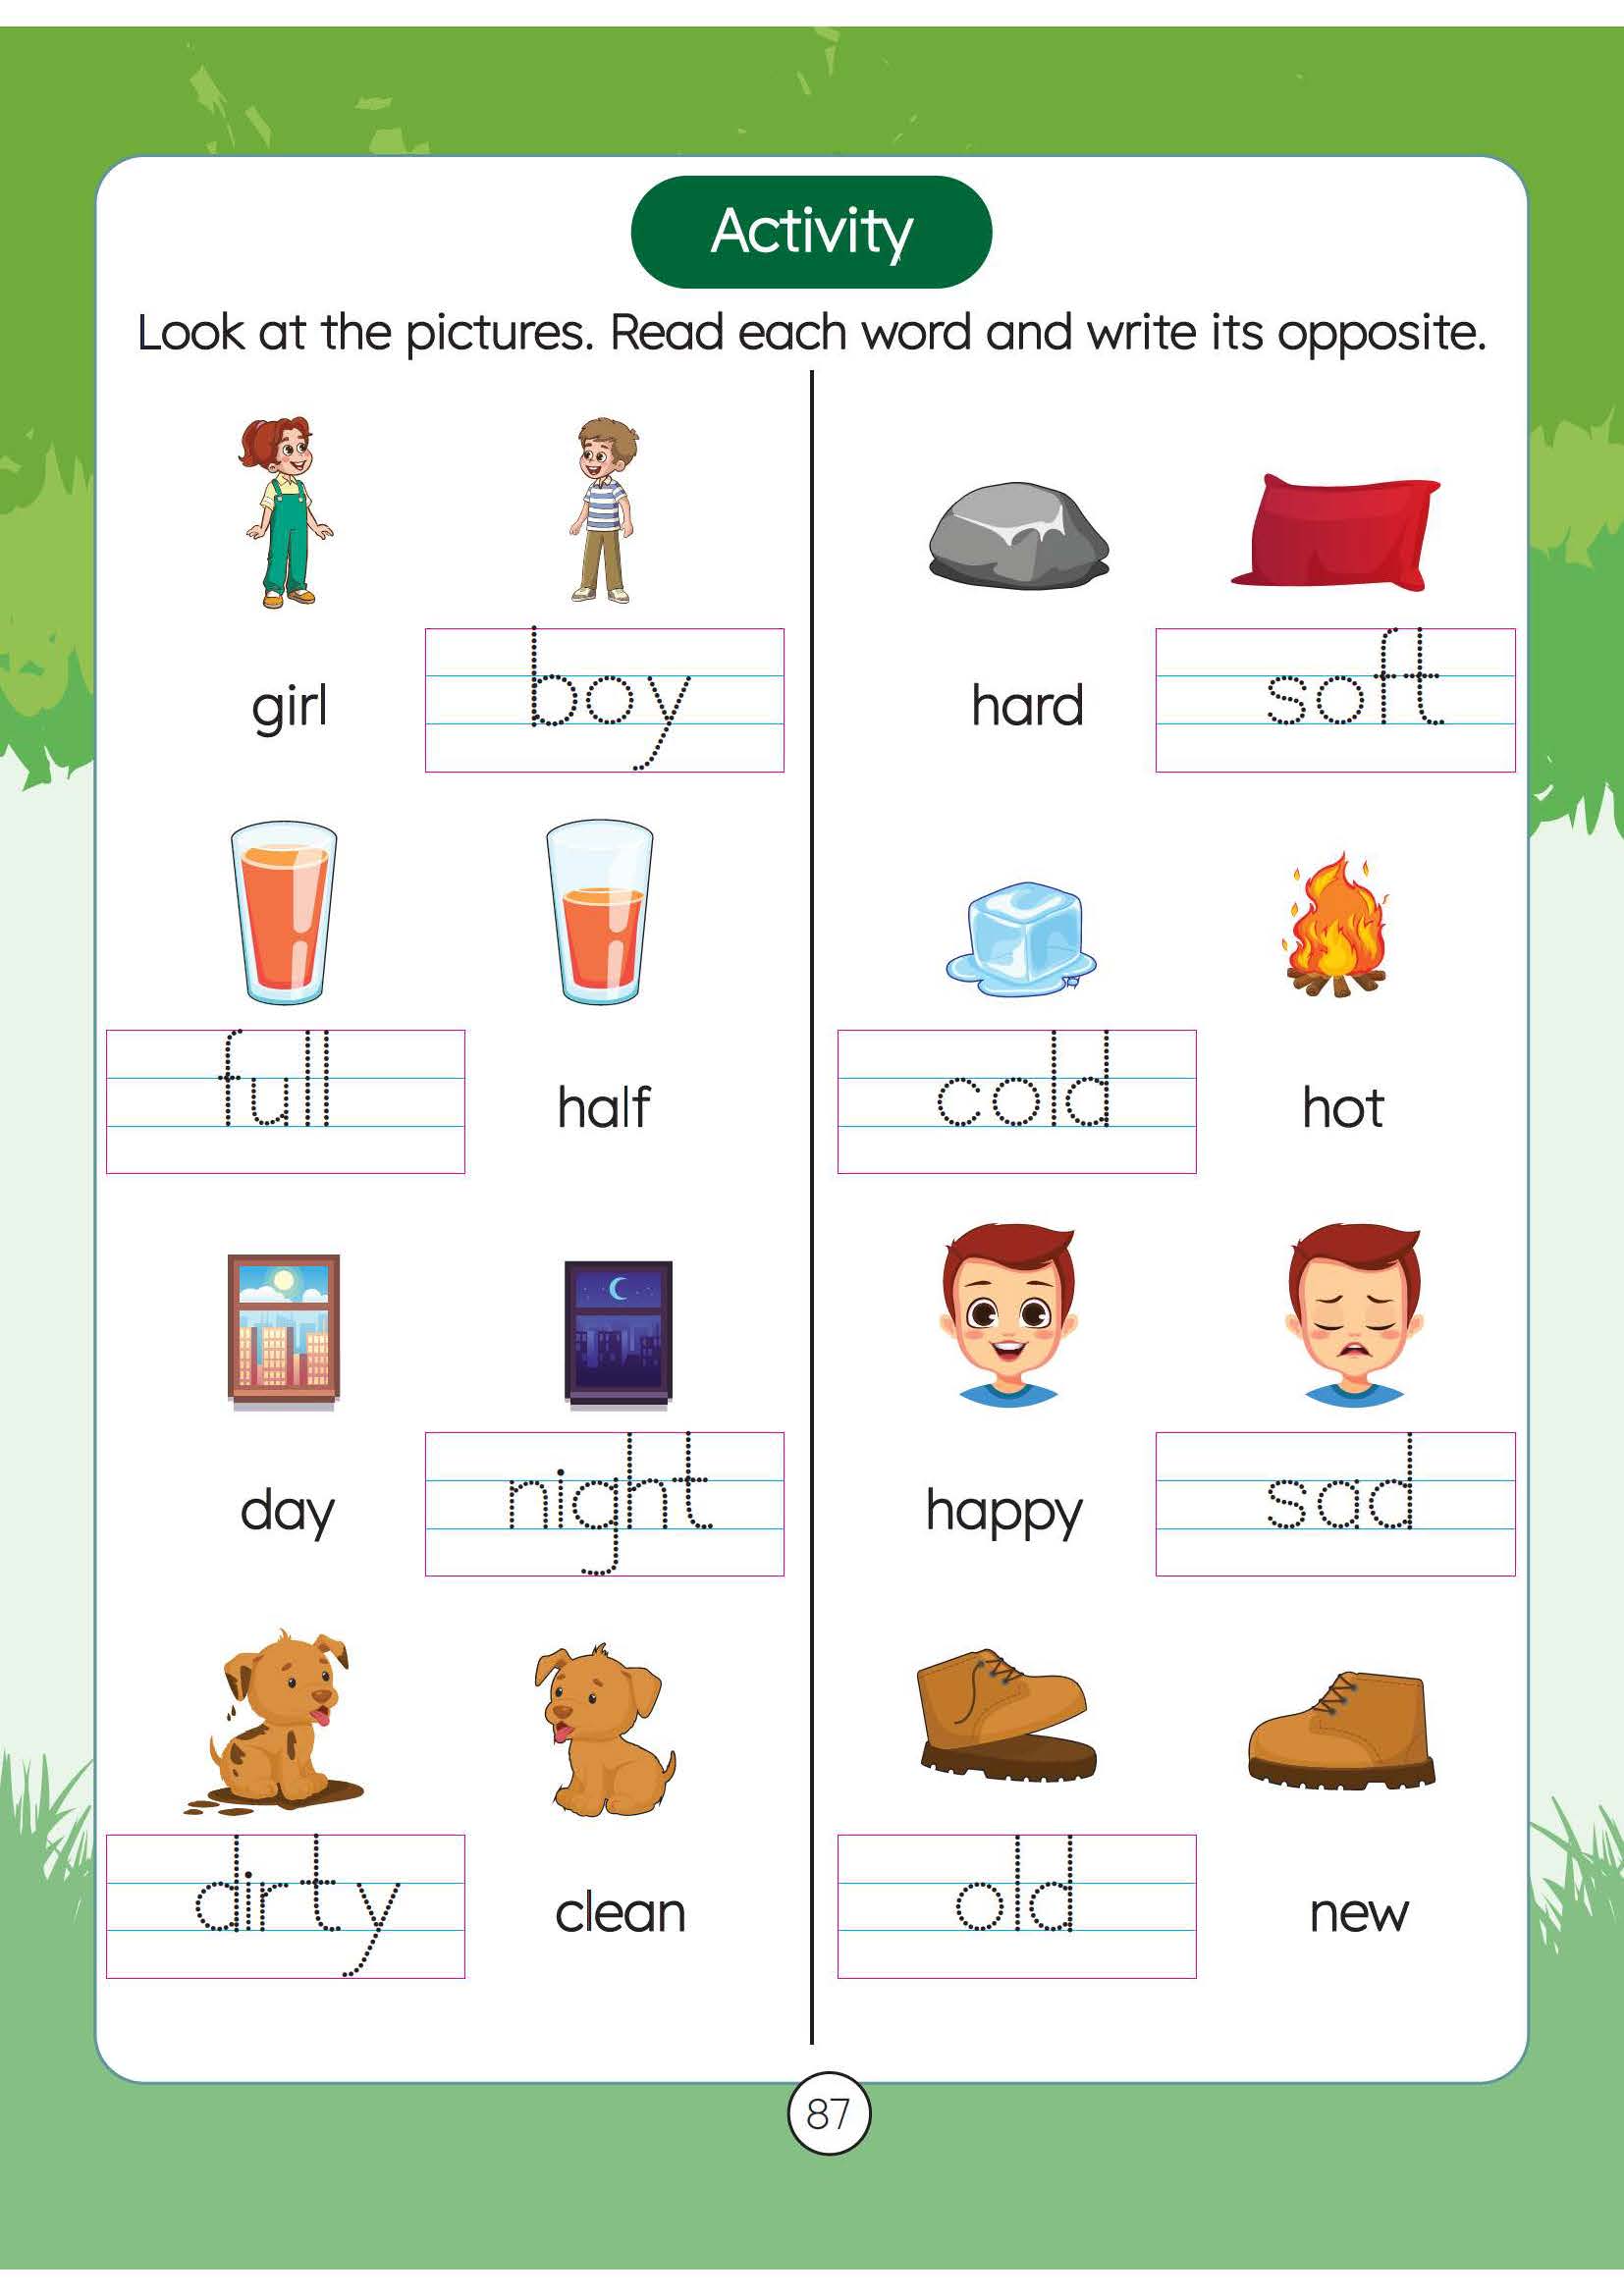 Activity
Look at the pictures. Read each word and write its opposite.
girl boy
full half
day night
dirty clean
hard soft
cold hot
happy sad
old new
87